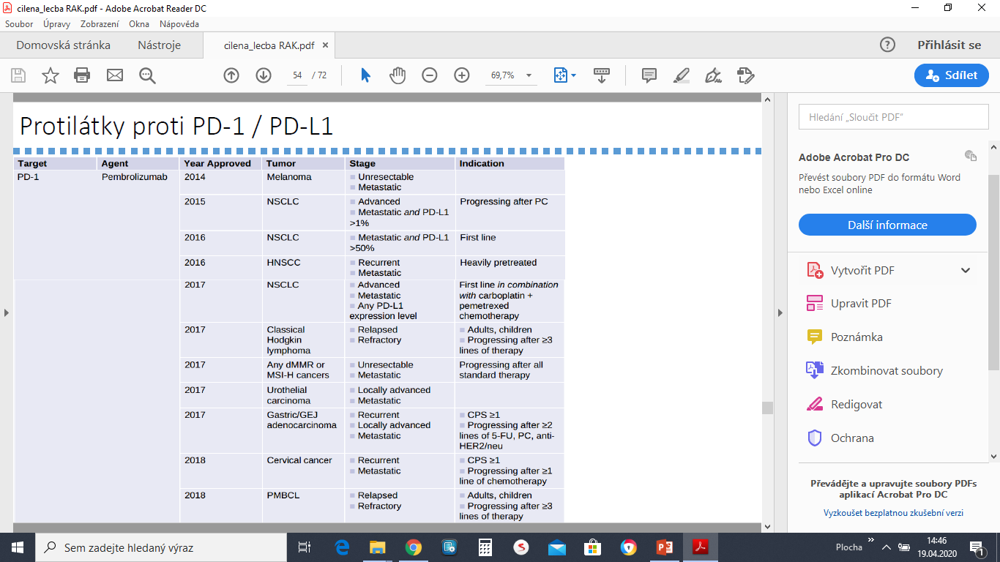 cilena_lecba RAK.pdf - Adobe Acrobat Reader DC
Soubor Úpravy Zobrazení Okna Nápověda
Domovská stránka Nástroje cilena_lecba RAK.pdf × Přihlásit se
54 / 72 69,7% Sdílet
Protilátky proti PD-1 / PD-L1
Target Agent Year Approved Tumor Stage Indication
PD-1 Pembrolizumab 2014 Melanoma Unresectable
Metastatic
2015 NSCLC Advanced Progressing after PC
Metastatic and PD-L1
>1%
2016 NSCLC Metastatic and PD-L1 First line
>50%
2016 HNSCC Recurrent Heavily pretreated
Metastatic
2017 NSCLC Advanced First line in combination
Metastatic with carboplatin +
Any PD-L1 pemetrexed
expression level chemotherapy
2017 Classical Relapsed Adults, children
Hodgkin Refractory Progressing after ≥3
lymphoma lines of therapy
2017 Any dMMR or Unresectable Progressing after all
MSI-H cancers Metastatic standard therapy
2017 Urothelial Locally advanced
carcinoma Metastatic
2017 Gastric/GEJ Recurrent CPS ≥1
adenocarcinoma Locally advanced Progressing after ≥2
Metastatic lines of 5-FU, PC, anti-
HER2/neu
2018 Cervical cancer Recurrent CPS ≥1
Metastatic Progressing after ≥1
line of chemotherapy
2018 PMBCL Relapsed Adults, children
Refractory Progressing after ≥3
lines of therapy
Hledání „Sloučit PDF"
Adobe Acrobat Pro DC
Převést soubory PDF do formátu Word
nebo Excel online
Další informace
Vytvořit PDF
Upravit PDF
Poznámka
Zkombinovat soubory
Redigovat
Ochrana
Převádějte a upravujte soubory PDFs
aplikací Acrobat Pro DC
Vyzkoušet bezplatnou zkušební verzi
Sem zadejte hledaný výraz
Plocha » 14:46
19.04.2020
1